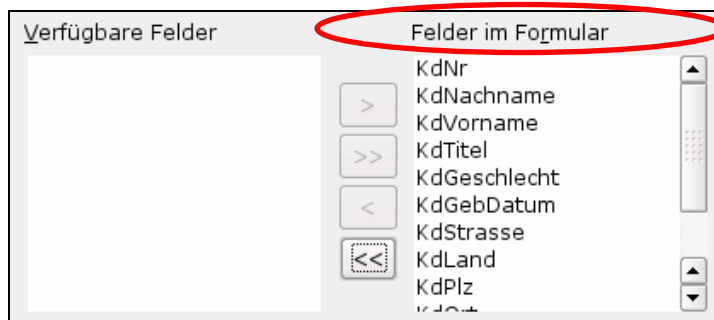 Verfügbare Felder
Felder im Formular
KdNr
KdNachname
KdVorname
KdTitel
KdGeschlecht
KdGebDatum
KdStrasse
KdLand
KdPlz
>
>>
<
<<